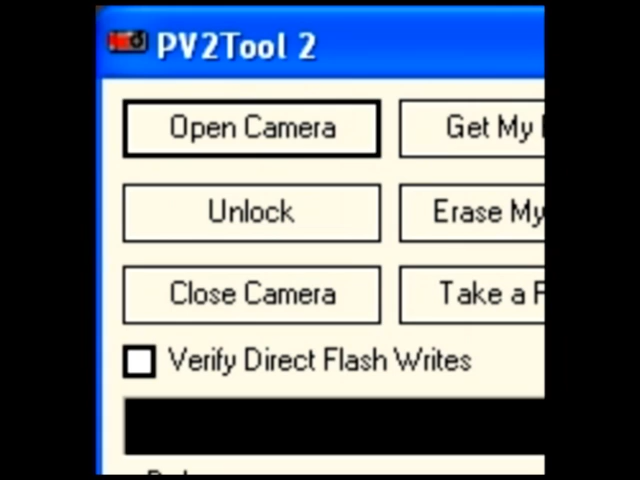 PV2Tool 2
Open Camera Get My
Unlock Erase My
Close Camera Take a
Verify Direct Flash Writes